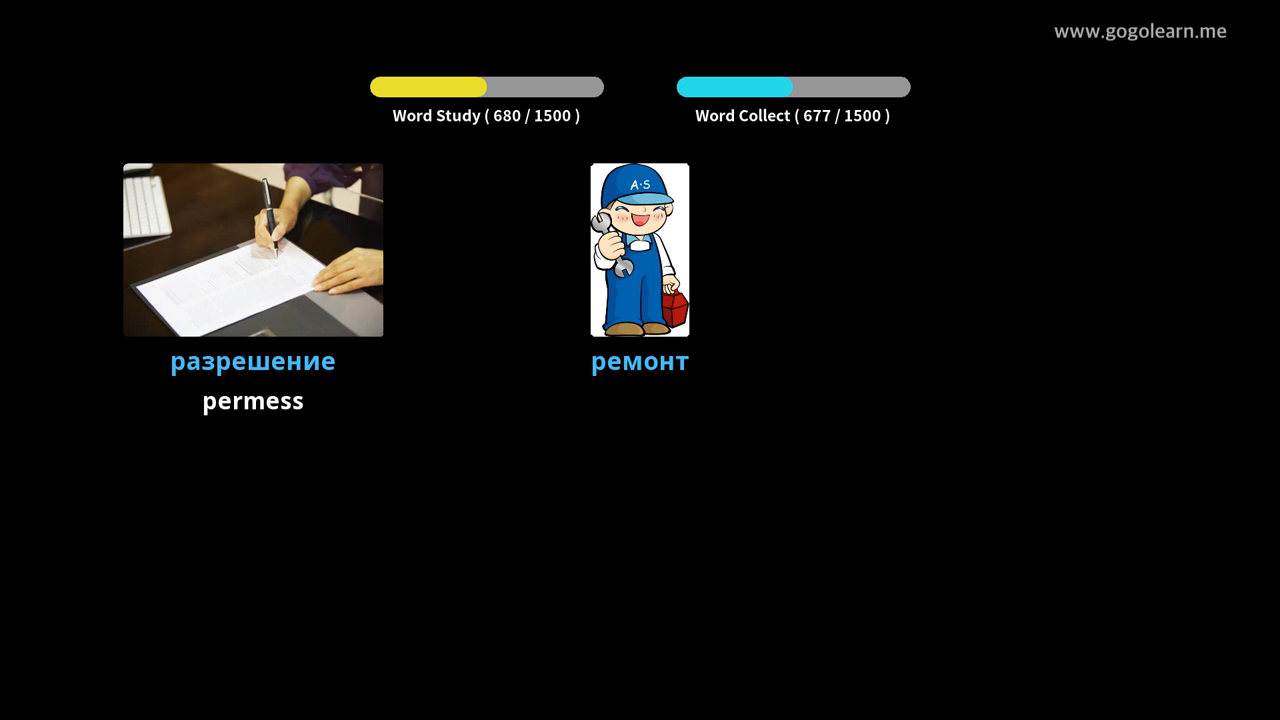 www.gogolearn.me
Word Study ( 680 / 1500 )
Word Collect ( 677 / 1500 )
A·S
разрешение
ремонт
permess